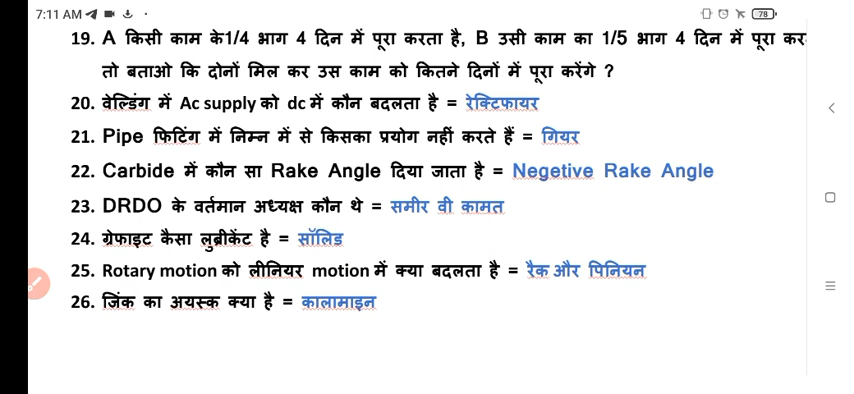 7:11 AM
78
19. A किसी काम के1/4 भाग 4 दिन में पूरा करता है, B उसी काम का 1/5 भाग 4 दिन में पूरा कर
तो बताओ कि दोनों मिल कर उस काम को कितने दिनों में पूरा करेंगे ?
20. वेल्डिंग में Ac supply को dc में कौन बदलता है = रेक्टिफायर
21. Pipe फिटिंग में निम्न में से किसका प्रयोग नहीं करते हैं = गियर
22. Carbide में कौन सा Rake Angle दिया जाता है = Negetive Rake Angle
23. DRDO के वर्तमान अध्यक्ष कौन थे = समीर वी कामत
24. ग्रेफाइट कैसा लुब्रीकेंट है = सॉलिड
25. Rotary motion को लीनियर motion में क्या बदलता है = रैक और पिनियन
26. जिंक का अयस्क क्या है = कालामाइन